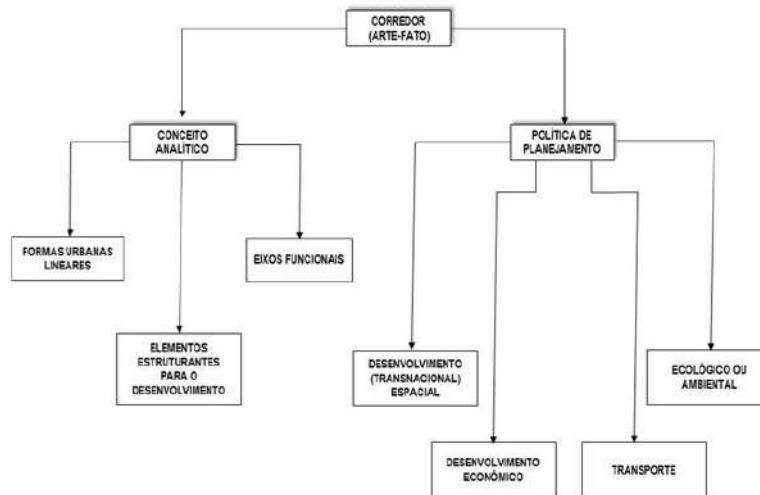 CORREDOR
(ARTE-FATO)
CONCEITO
ANALÍTICO
POLÍTICA DE
PLANEJAMENTO
FORMAS URBANAS
LINEARES
EIXOS FUNCIONAIS
ELEMENTOS
ESTRUTURANTES
PARA O
DESENVOLVIMENTO
DESENVOLVIMENTO
(TRANSNACIONAL)
ESPACIAL
ECOLÓGICO OU
AMBIENTAL
DESENVOLVIMENTO
ECONÔMICO
TRANSPORTE